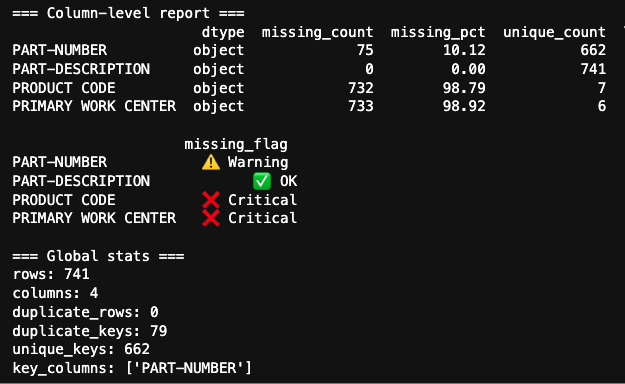 === Column-level report ===
dtype missing_count missing_pct unique_count
PART-NUMBER object 75 10.12 662
PART-DESCRIPTION object 0 0.00 741
PRODUCT CODE object 732 98.79 7
PRIMARY WORK CENTER object 733 98.92 6
missing_flag
PART-NUMBER ⚠️ Warning
PART-DESCRIPTION ✅ OK
PRODUCT CODE ❌ Critical
PRIMARY WORK CENTER ❌ Critical
=== Global stats ===
rows: 741
columns: 4
duplicate_rows: 0
duplicate_keys: 79
unique_keys: 662
key_columns: ['PART-NUMBER']